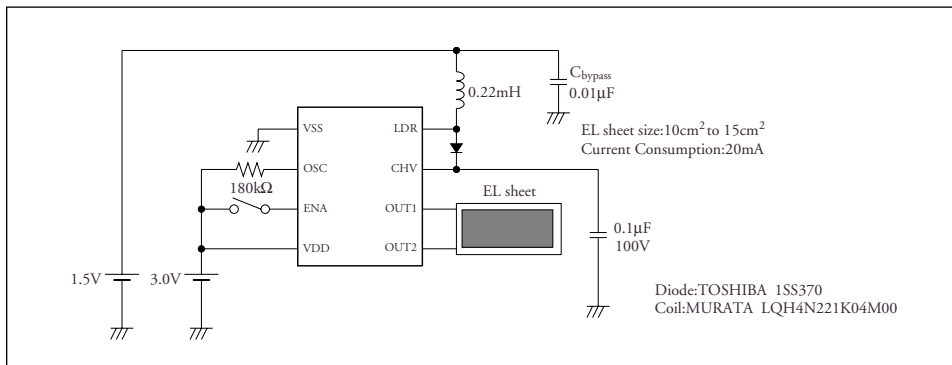 C_bypass
0.01μF
0.22mH
EL sheet size:10cm² to 15cm²
Current Consumption:20mA
VSS
LDR
OSC
CHV
180kΩ
EL sheet
ENA
OUT1
0.1μF
100V
VDD
OUT2
1.5V
3.0V
Diode:TOSHIBA 1SS370
Coil:MURATA LQH4N221K04M00